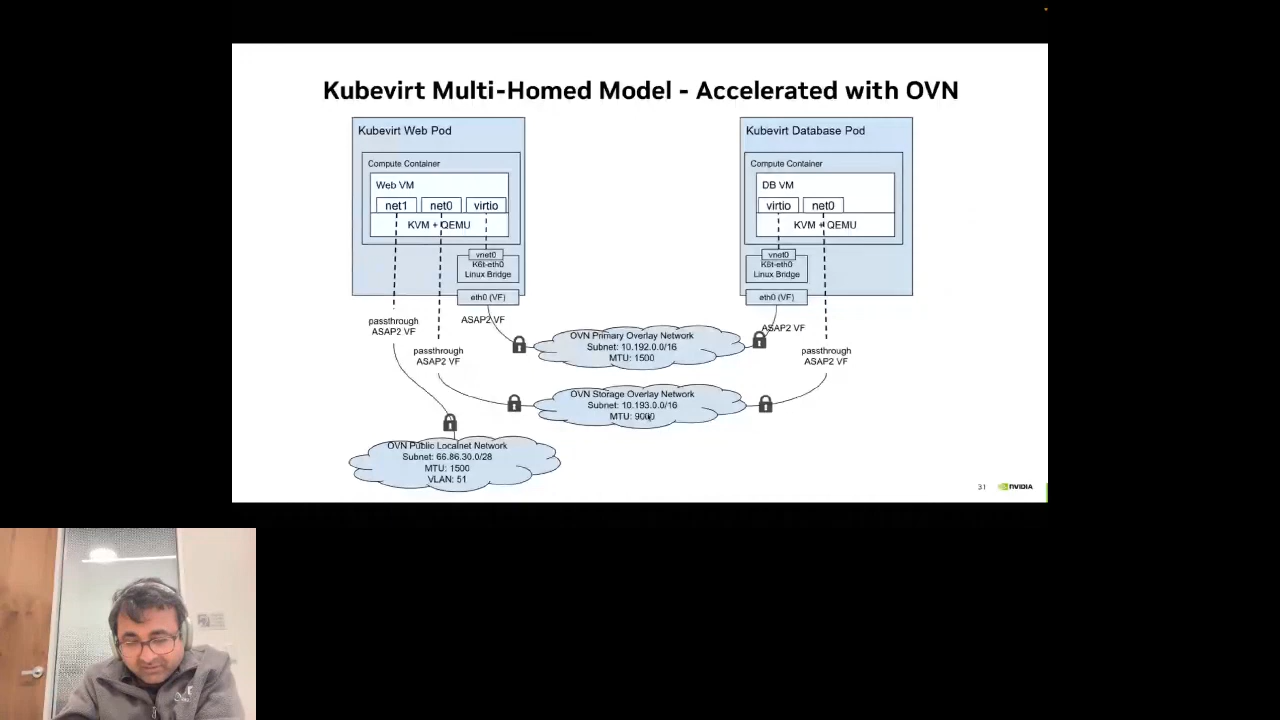 Kubevirt Multi-Homed Model - Accelerated with OVN
Kubevirt Web Pod
Compute Container
Web VM
net1
net0
virtio
KVM + QEMU
vnet0
K6t-eth0
Linux Bridge
eth0 (VF)
Kubevirt Database Pod
Compute Container
DB VM
virtio
net0
KVM + QEMU
vnet0
K6t-eth0
Linux Bridge
eth0 (VF)
passthrough
ASAP2 VF
passthrough
ASAP2 VF
ASAP2 VF
ASAP2 VF
passthrough
ASAP2 VF
OVN Primary Overlay Network
Subnet: 10.192.0.0/16
MTU: 1500
OVN Storage Overlay Network
Subnet: 10.193.0.0/16
MTU: 9000
OVN Public Localnet Network
Subnet: 66.86.30.0/28
MTU: 1500
VLAN: 51
31
NVIDIA